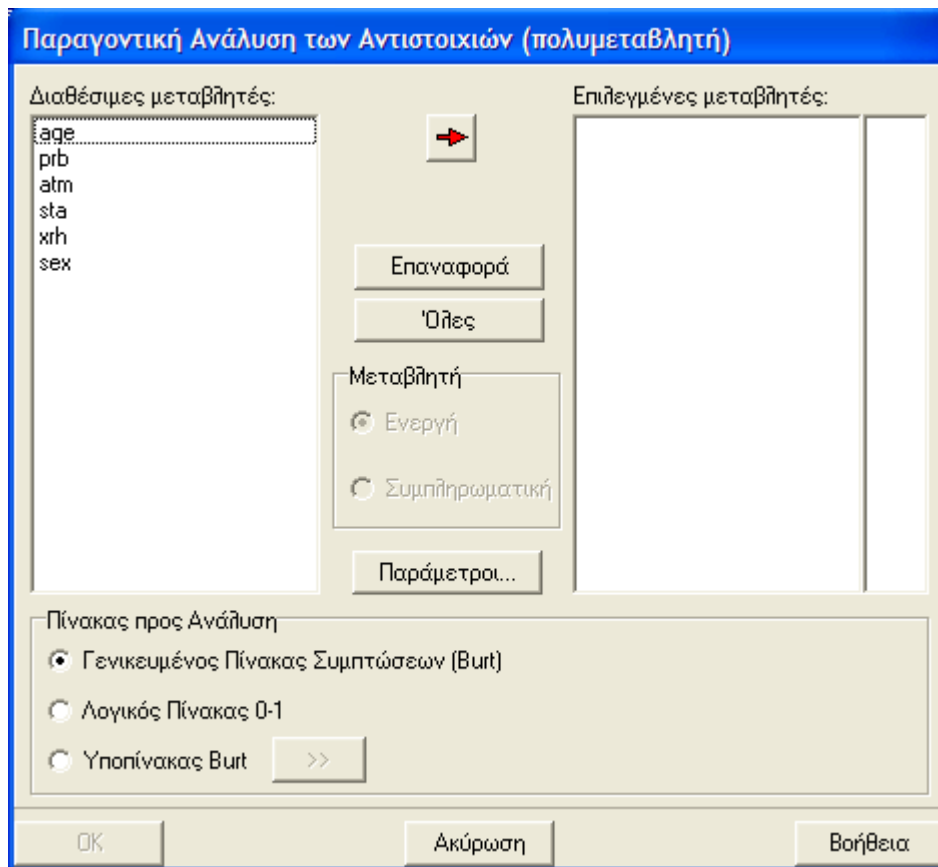 Παραγοντική Ανάλυση των Αντιστοιχιών (πολυμεταβλητή)
Διαθέσιμες μεταβλητές:
Επιλεγμένες μεταβλητές:
age
prb
atm
sta
xrh
sex
Επαναφορά
Όλες
Μεταβλητή
Ενεργή
Συμπληρωματική
Παράμετροι...
Πίνακας προς Ανάλυση
Γενικευμένος Πίνακας Συμπτώσεων (Burt)
Λογικός Πίνακας 0-1
Υποπίνακας Burt
>>
OK
Ακύρωση
Βοήθεια